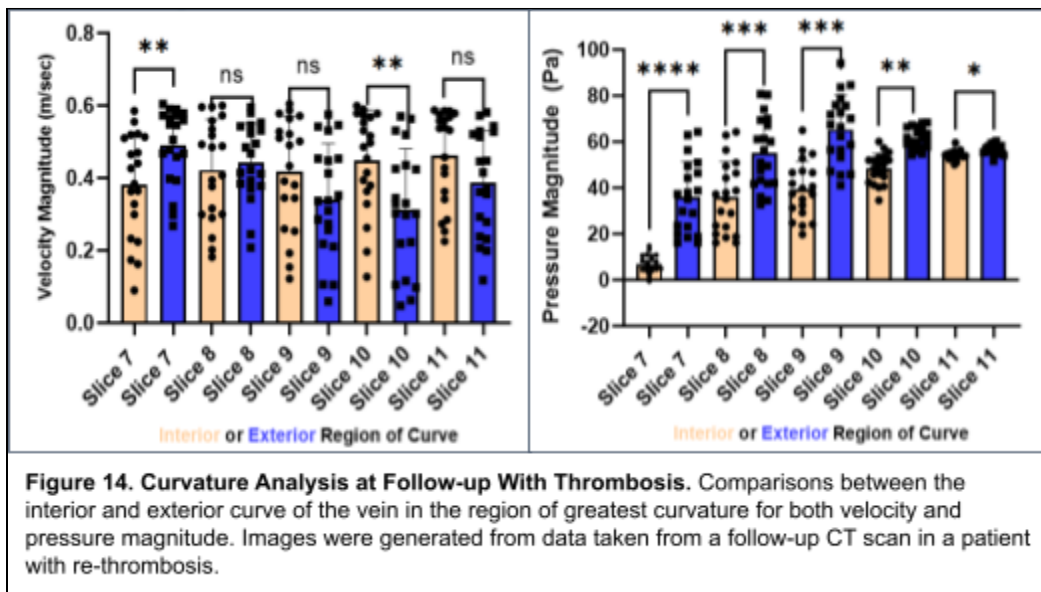 ** ns ns ** ns
Velocity Magnitude (m/sec)
0.8
0.6
0.4
0.2
0.0
Slice 7 Slice 7 Slice 8 Slice 8 Slice 9 Slice 9 Slice 10 Slice 10 Slice 11 Slice 11
Interior or Exterior Region of Curve
**** *** *** ** *
Pressure Magnitude (Pa)
100
80
60
40
20
0
-20
Slice 7 Slice 7 Slice 8 Slice 8 Slice 9 Slice 9 Slice 10 Slice 10 Slice 11 Slice 11
Interior or Exterior Region of Curve
Figure 14. Curvature Analysis at Follow-up With Thrombosis. Comparisons between the
interior and exterior curve of the vein in the region of greatest curvature for both velocity and
pressure magnitude. Images were generated from data taken from a follow-up CT scan in a patient
with re-thrombosis.